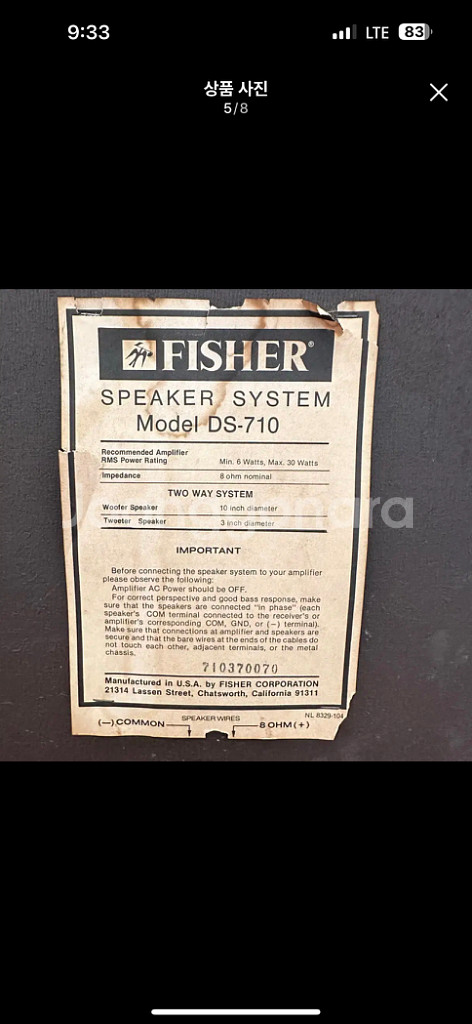 9:33
LTE
83
상품 사진
5/8
FISHER®
SPEAKER SYSTEM
Model DS-710
Recommended Amplifier
RMS Power Rating Min. 6 Watts, Max. 30 Watts
Impedance 8 ohm nominal
TWO WAY SYSTEM
Woofer Speaker 10 inch diameter
Tweeter Speaker 3 inch diameter
IMPORTANT
Before connecting the speaker system to your amplifier
please observe the following:
Amplifier AC Power should be OFF.
For correct perspective and good bass response, make
sure that the speakers are connected "in phase" (each
speaker's COM terminal connected to the receiver's or
amplifier's corresponding COM, GND, or (−) terminal).
Make sure that connections at amplifier and speakers are
secure and that the bare wires at the ends of the cables do
not touch each other, adjacent terminals, or the metal
chassis.
710370070
Manufactured in U.S.A. by FISHER CORPORATION
21314 Lassen Street, Chatsworth, California 91311
NL 8329-104
(−) COMMON SPEAKER WIRES 8 OHM (+)